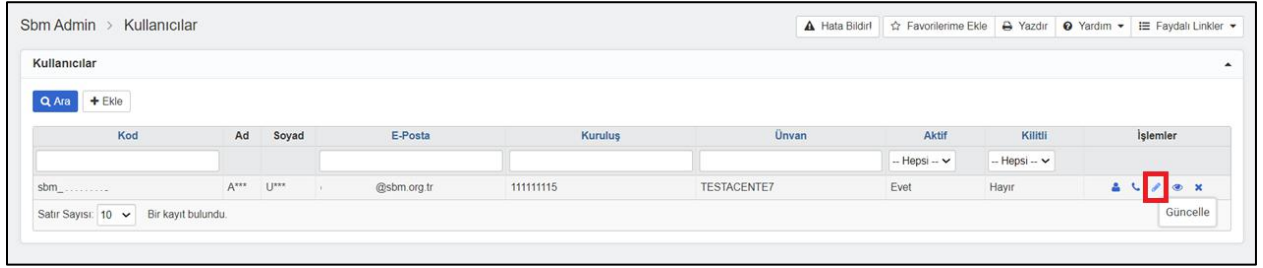 Sbm Admin > Kullanıcılar
Hata Bildir! Favorilerime Ekle Yazdır Yardım Faydalı Linkler
Kullanıcılar
Ara + Ekle
Kod Ad Soyad E-Posta Kuruluş Ünvan Aktif Kilitli İşlemler
-- Hepsi -- -- Hepsi --
sbm_ A*** U*** @sbm.org.tr 111111115 TESTACENTE7 Evet Hayır
Satır Sayısı: 10 Bir kayıt bulundu.
Güncelle